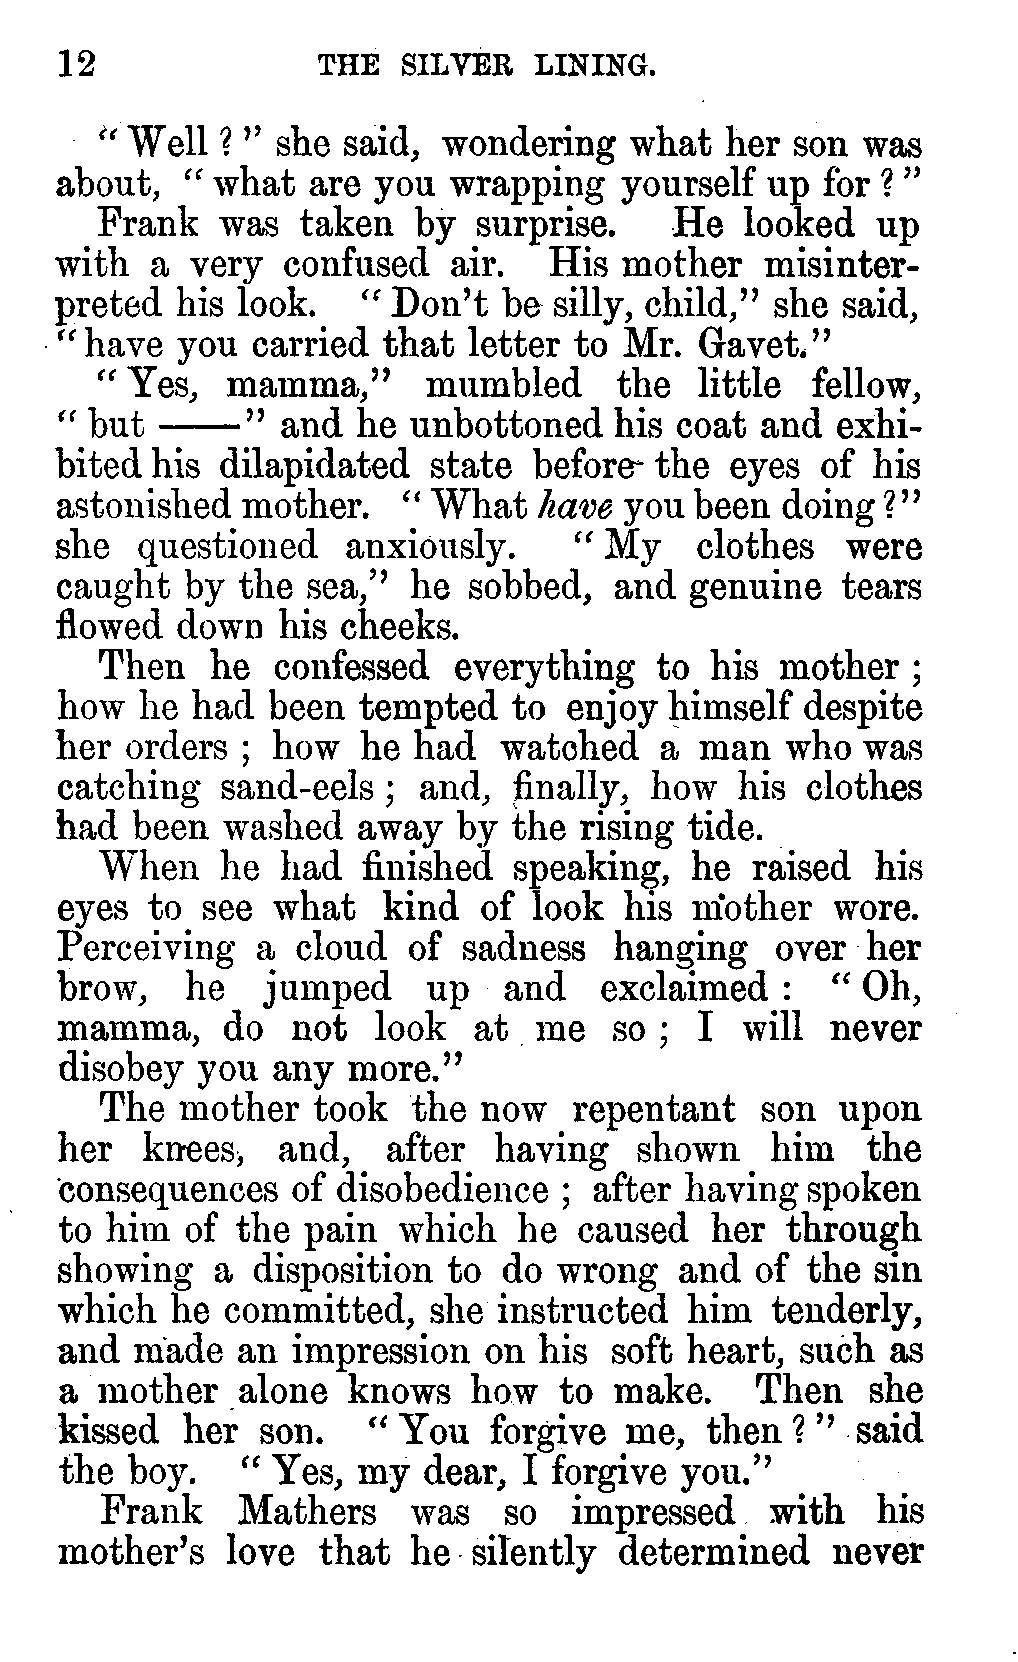 12 THE SILVER LINING.
“ Well ? ” she said, wondering what her son was
about, “ what are you wrapping yourself up for ? ”
Frank was taken by surprise. He looked up
with a very confused air. His mother misinter-
preted his look. “ Don’t be silly, child,” she said,
“ have you carried that letter to Mr. Gavet.”
“ Yes, mamma,” mumbled the little fellow,
“ but ——” and he unbottoned his coat and exhi-
bited his dilapidated state before the eyes of his
astonished mother. “ What have you been doing ?”
she questioned anxiously. “ My clothes were
caught by the sea,” he sobbed, and genuine tears
flowed down his cheeks.
Then he confessed everything to his mother ;
how he had been tempted to enjoy himself despite
her orders ; how he had watched a man who was
catching sand-eels ; and, finally, how his clothes
had been washed away by the rising tide.
When he had finished speaking, he raised his
eyes to see what kind of look his mother wore.
Perceiving a cloud of sadness hanging over her
brow, he jumped up and exclaimed : “ Oh,
mamma, do not look at me so ; I will never
disobey you any more.”
The mother took the now repentant son upon
her knees, and, after having shown him the
consequences of disobedience ; after having spoken
to him of the pain which he caused her through
showing a disposition to do wrong and of the sin
which he committed, she instructed him tenderly,
and made an impression on his soft heart, such as
a mother alone knows how to make. Then she
kissed her son. “ You forgive me, then ? ” said
the boy. “ Yes, my dear, I forgive you.”
Frank Mathers was so impressed with his
mother’s love that he silently determined never